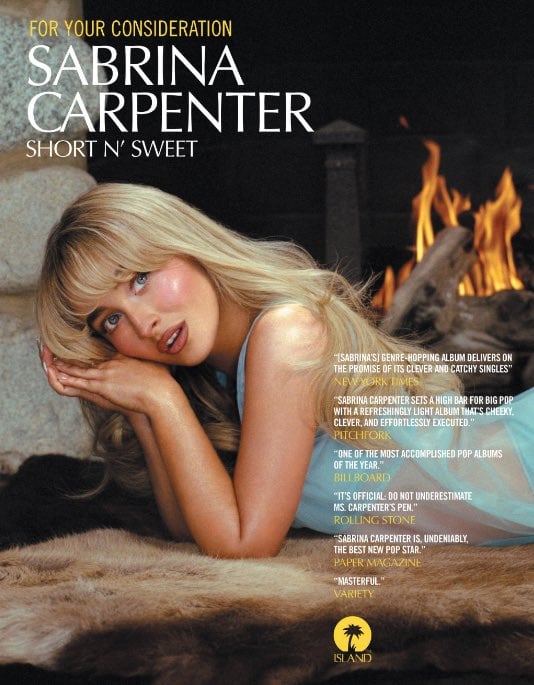 FOR YOUR CONSIDERATION
SABRINA
CARPENTER
SHORT N' SWEET
“[SABRINA’S] GENRE-HOPPING ALBUM DELIVERS ON
THE PROMISE OF ITS CLEVER AND CATCHY SINGLES”
NEW YORK TIMES
“SABRINA CARPENTER SETS A HIGH BAR FOR BIG POP
WITH A REFRESHINGLY LIGHT ALBUM THAT’S CHEEKY,
CLEVER, AND EFFORTLESSLY EXECUTED.”
PITCHFORK
“ONE OF THE MOST ACCOMPLISHED POP ALBUMS
OF THE YEAR.”
BILLBOARD
“IT’S OFFICIAL: DO NOT UNDERESTIMATE
MS. CARPENTER’S PEN.”
ROLLING STONE
“SABRINA CARPENTER IS, UNDENIABLY,
THE BEST NEW POP STAR.”
PAPER MAGAZINE
“MASTERFUL.”
VARIETY
ISLAND